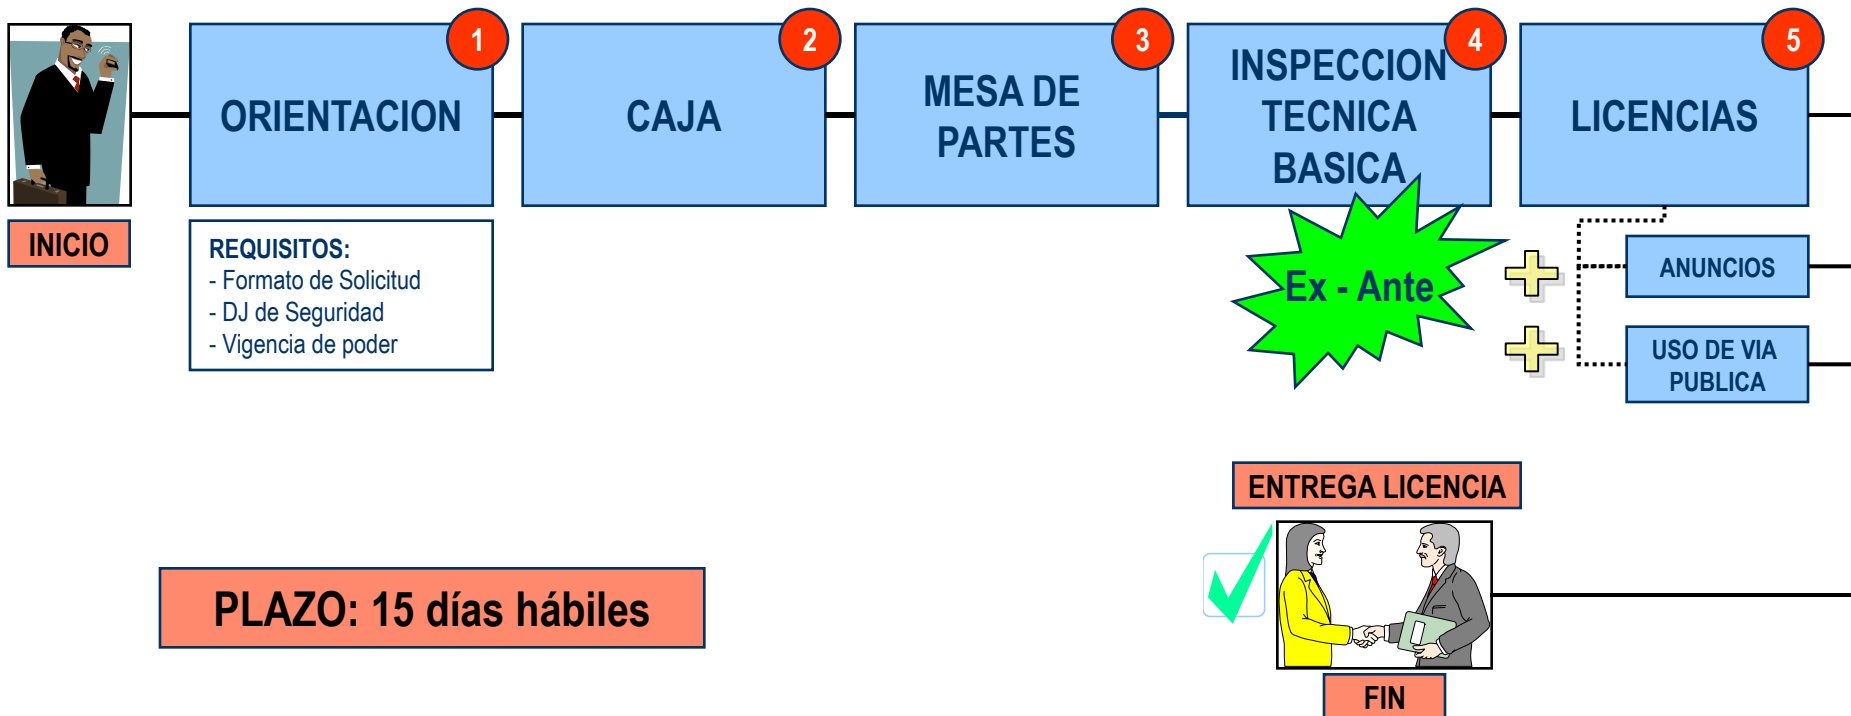 1
ORIENTACION
2
CAJA
3
MESA DE
PARTES
4
INSPECCION
TECNICA
BASICA
5
LICENCIAS
INICIO
REQUISITOS:
- Formato de Solicitud
- DJ de Seguridad
- Vigencia de poder
Ex - Ante
ANUNCIOS
USO DE VIA
PUBLICA
ENTREGA LICENCIA
PLAZO: 15 días hábiles
FIN